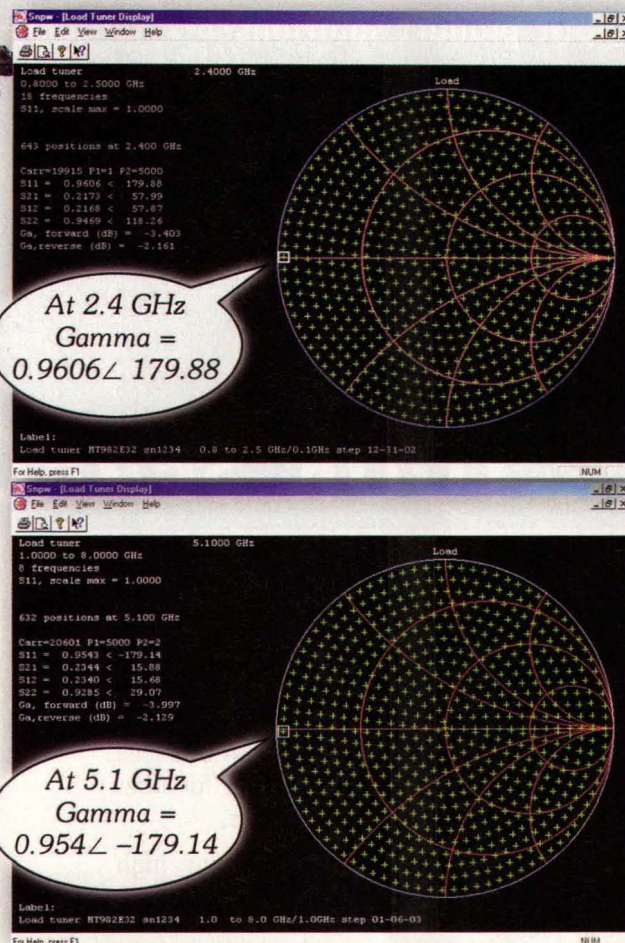 Snpw - [Load Tuner Display]
File Edit View Window Help
Load tuner 2.4000 GHz
0.8000 to 2.5000 GHz
18 frequencies
S11, scale max = 1.0000
Load
643 positions at 2.400 GHz
Carr=19915 P1=1 P2=5000
S11 = 0.9606 < 179.88
S21 = 0.2173 < 57.99
S12 = 0.2168 < 57.87
S22 = 0.9469 < 118.26
Ga, forward (dB) = -3.403
Ga,reverse (dB) = -2.161
At 2.4 GHz
Gamma =
0.9606∠ 179.88
Label:
Load tuner MT982E32 sn1234 0.8 to 2.5 GHz/0.1GHz step 12-31-02
For Help, press F1 NUM
Snpw - [Load Tuner Display]
File Edit View Window Help
Load tuner 5.1000 GHz
1.0000 to 8.0000 GHz
8 frequencies
S11, scale max = 1.0000
Load
632 positions at 5.100 GHz
Carr=20601 P1=5000 P2=2
S11 = 0.9543 < -179.14
S21 = 0.2344 < 15.88
S12 = 0.2340 < 15.68
S22 = 0.9285 < 29.07
Ga, forward (dB) = -3.997
Ga,reverse (dB) = -2.129
At 5.1 GHz
Gamma =
0.954∠ -179.14
Label:
Load tuner MT982E32 sn1234 1.0 to 8.0 GHz/1.0GHz step 01-06-03
For Help, press F1 NUM